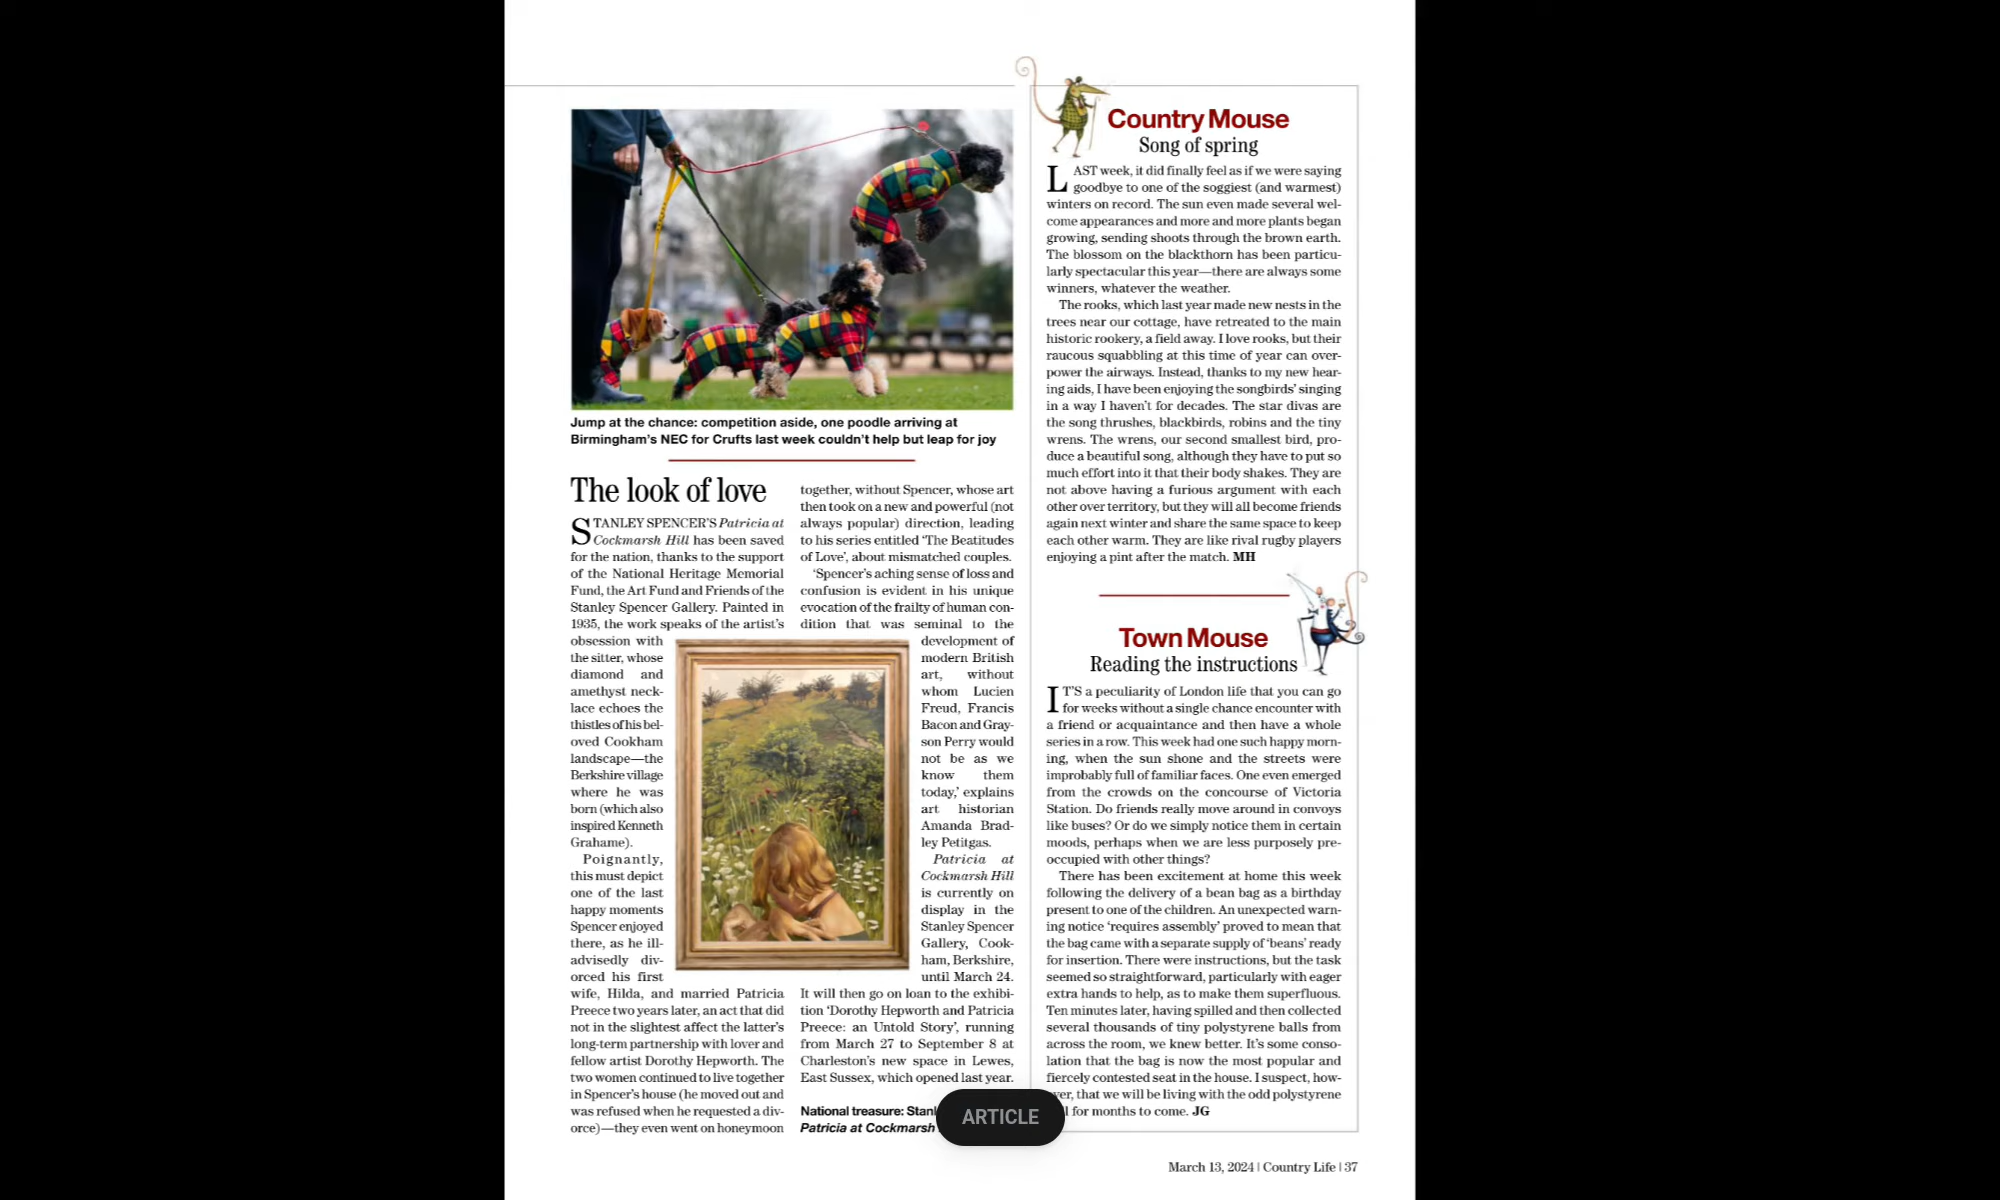 Jump at the chance: competition aside, one poodle arriving at
Birmingham's NEC for Crufts last week couldn't help but leap for joy
The look of love
STANLEY SPENCER'S Patricia at
Cockmarsh Hill has been saved
for the nation, thanks to the support
of the National Heritage Memorial
Fund, the Art Fund and Friends of the
Stanley Spencer Gallery. Painted in
1935, the work speaks of the artist's
obsession with
the sitter, whose
diamond and
amethyst neck-
lace echoes the
thistles of his bel-
oved Cookham
landscape—the
Berkshire village
where he was
born (which also
inspired Kenneth
Grahame).
Poignantly,
this must depict
one of the last
happy moments
Spencer enjoyed
there, as he ill-
advisedly div-
orced his first
wife, Hilda, and married Patricia
Preece two years later, an act that did
not in the slightest affect the latter's
long-term partnership with lover and
fellow artist Dorothy Hepworth. The
two women continued to live together
in Spencer's house (he moved out and
was refused when he requested a div-
orce)—they even went on honeymoon
together, without Spencer, whose art
then took on a new and powerful (not
always popular) direction, leading
to his series entitled 'The Beatitudes
of Love', about mismatched couples.
'Spencer's aching sense of loss and
confusion is evident in his unique
evocation of the frailty of human con-
dition that was seminal to the
development of
modern British
art, without
whom Lucien
Freud, Francis
Bacon and Gray-
son Perry would
not be as we
know them
today,' explains
art historian
Amanda Brad-
ley Petitgas.
Patricia at
Cockmarsh Hill
is currently on
display in the
Stanley Spencer
Gallery, Cook-
ham, Berkshire,
until March 24.
It will then go on loan to the exhibi-
tion 'Dorothy Hepworth and Patricia
Preece: an Untold Story', running
from March 27 to September 8 at
Charleston's new space in Lewes,
East Sussex, which opened last year.
National treasure:
Patricia at Cockmarsh
ARTICLE
Country Mouse
Song of spring
LAST week, it did finally feel as if we were saying
goodbye to one of the soggiest (and warmest)
winters on record. The sun even made several wel-
come appearances and more and more plants began
growing, sending shoots through the brown earth.
The blossom on the blackthorn has been particu-
larly spectacular this year—there are always some
winners, whatever the weather.
The rooks, which last year made new nests in the
trees near our cottage, have retreated to the main
historic rookery, a field away. I love rooks, but their
raucous squabbling at this time of year can over-
power the airways. Instead, thanks to my new hear-
ing aids, I have been enjoying the songbirds' singing
in a way I haven't for decades. The star divas are
the song thrushes, blackbirds, robins and the tiny
wrens. The wrens, our second smallest bird, pro-
duce a beautiful song, although they have to put so
much effort into it that their body shakes. They are
not above having a furious argument with each
other over territory, but they will all become friends
again next winter and share the same space to keep
each other warm. They are like rival rugby players
enjoying a pint after the match. MH
Town Mouse
Reading the instructions
IT'S a peculiarity of London life that you can go
for weeks without a single chance encounter with
a friend or acquaintance and then have a whole
series in a row. This week had one such happy morn-
ing, when the sun shone and the streets were
improbably full of familiar faces. One even emerged
from the crowds on the concourse of Victoria
Station. Do friends really move around in convoys
like buses? Or do we simply notice them in certain
moods, perhaps when we are less purposely pre-
occupied with other things?
There has been excitement at home this week
following the delivery of a bean bag as a birthday
present to one of the children. An unexpected warn-
ing notice 'requires assembly' proved to mean that
the bag came with a separate supply of 'beans' ready
for insertion. There were instructions, but the task
seemed so straightforward, particularly with eager
extra hands to help, as to make them superfluous.
Ten minutes later, having spilled and then collected
several thousands of tiny polystyrene balls from
across the room, we knew better. It's some conso-
lation that the bag is now the most popular and
fiercely contested seat in the house. I suspect, how-
ever, that we will be living with the odd polystyrene
for months to come. JG
March 13, 2024 | Country Life | 37